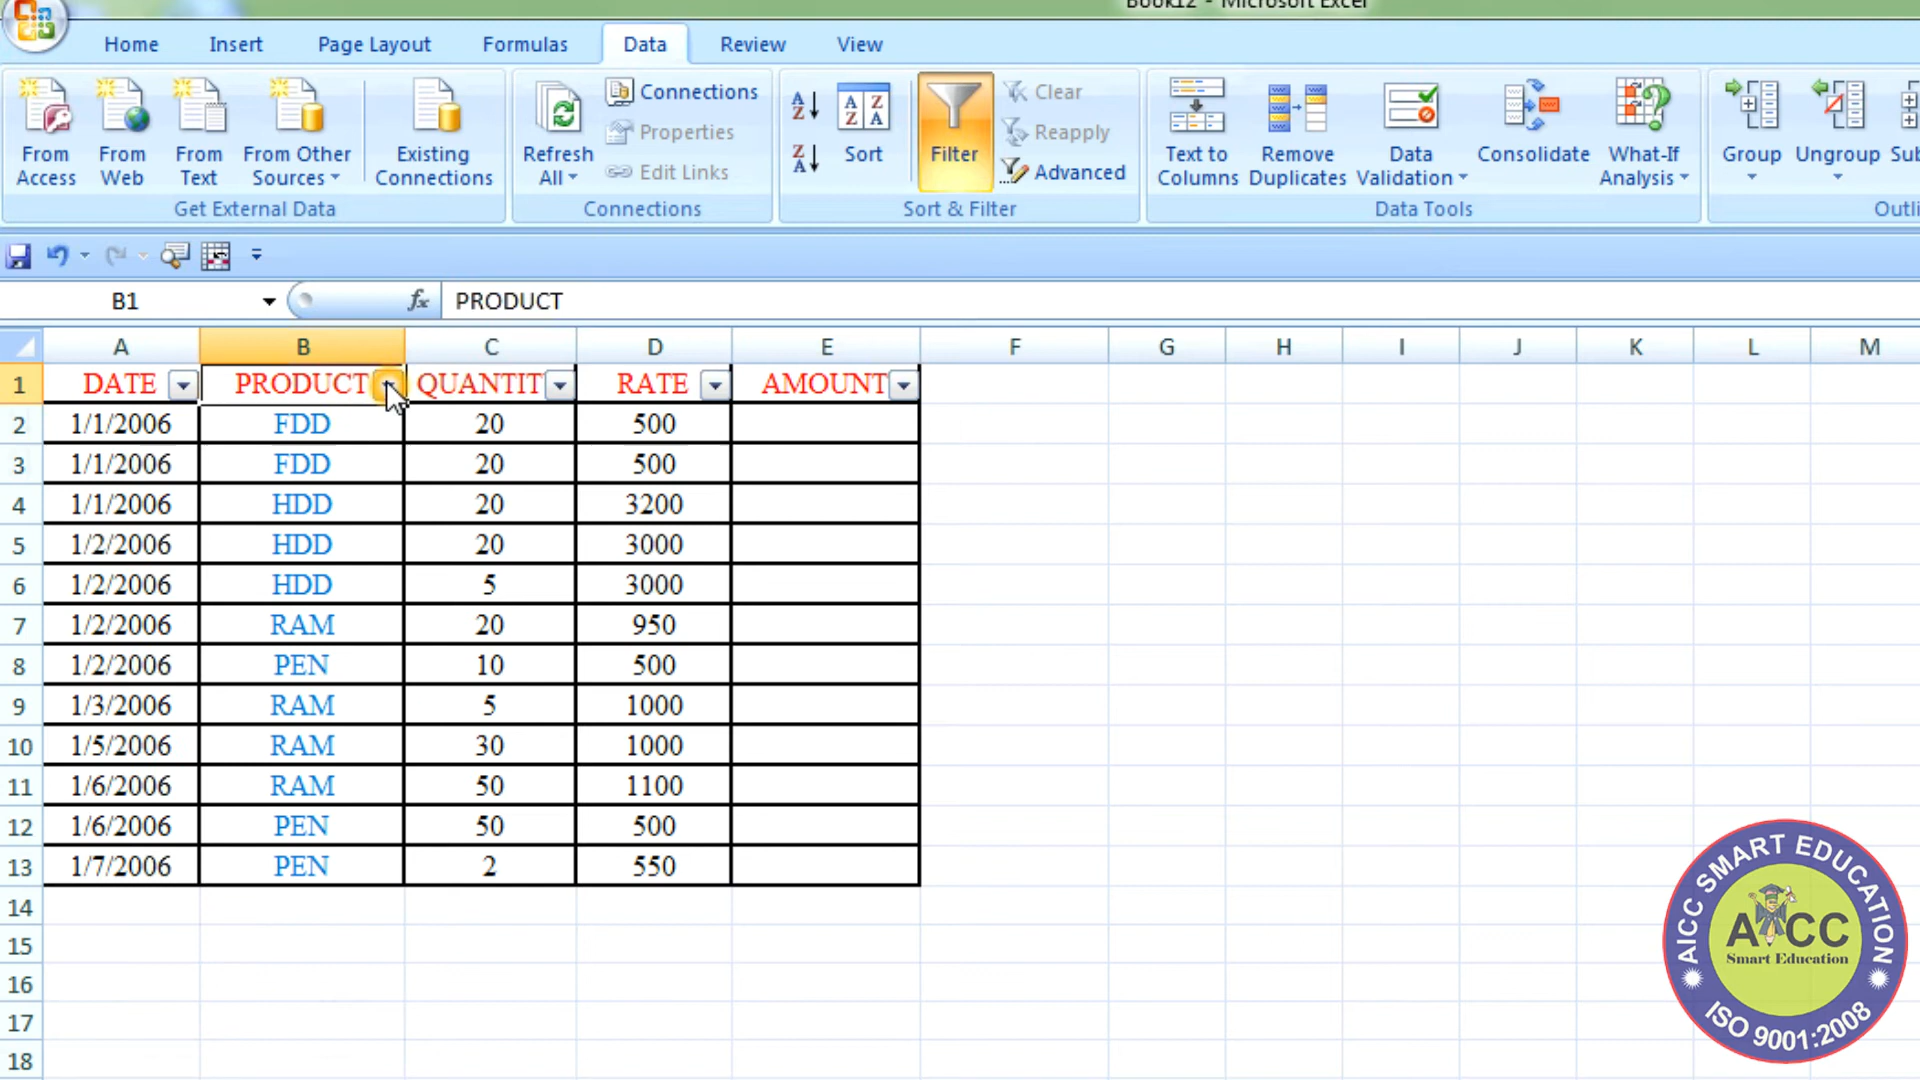 Book12 - Microsoft Excel
Home Insert Page Layout Formulas Data Review View
From Access From Web From Text From Other Sources Existing Connections
Get External Data
Refresh All Connections Properties Edit Links
Connections
A Z Z A Sort Filter Clear Reapply Advanced
Sort & Filter
Text to Columns Remove Duplicates Data Validation Consolidate What-If Analysis
Data Tools
Group Ungroup
B1 fx PRODUCT
A B C D E F G H I J K L M
1 DATE PRODUCT QUANTIT RATE AMOUNT
2 1/1/2006 FDD 20 500
3 1/1/2006 FDD 20 500
4 1/1/2006 HDD 20 3200
5 1/2/2006 HDD 20 3000
6 1/2/2006 HDD 5 3000
7 1/2/2006 RAM 20 950
8 1/2/2006 PEN 10 500
9 1/3/2006 RAM 5 1000
10 1/5/2006 RAM 30 1000
11 1/6/2006 RAM 50 1100
12 1/6/2006 PEN 50 500
13 1/7/2006 PEN 2 550
14
15
16
17
18
AICC SMART EDUCATION
AICC
Smart Education
ISO 9001:2008